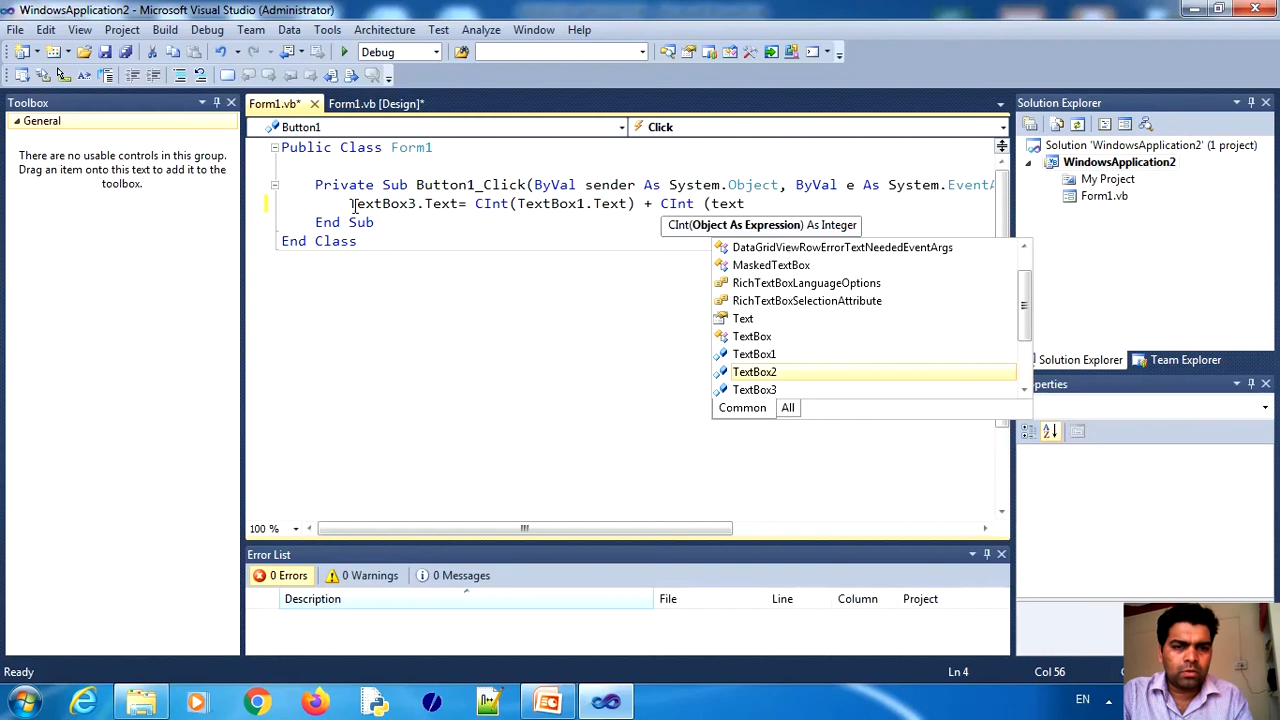 WindowsApplication2 - Microsoft Visual Studio (Administrator)
File Edit View Project Build Debug Team Data Tools Architecture Test Analyze Window Help
Debug
Toolbox
General
There are no usable controls in this group.
Drag an item onto this text to add it to the
toolbox.
Form1.vb* Form1.vb [Design]*
Button1 Click
Public Class Form1
Private Sub Button1_Click(ByVal sender As System.Object, ByVal e As System.EventA
TextBox3.Text= CInt(TextBox1.Text) + CInt (text
End Sub
End Class
CInt(Object As Expression) As Integer
DataGridViewRowErrorTextNeededEventArgs
MaskedTextBox
RichTextBoxLanguageOptions
RichTextBoxSelectionAttribute
Text
TextBox
TextBox1
TextBox2
TextBox3
Common All
100 %
Solution Explorer
Solution 'WindowsApplication2' (1 project)
WindowsApplication2
My Project
Form1.vb
Solution Explorer Team Explorer
roperties
Error List
0 Errors 0 Warnings 0 Messages
Description File Line Column Project
Ready Ln 4 Col 56
EN